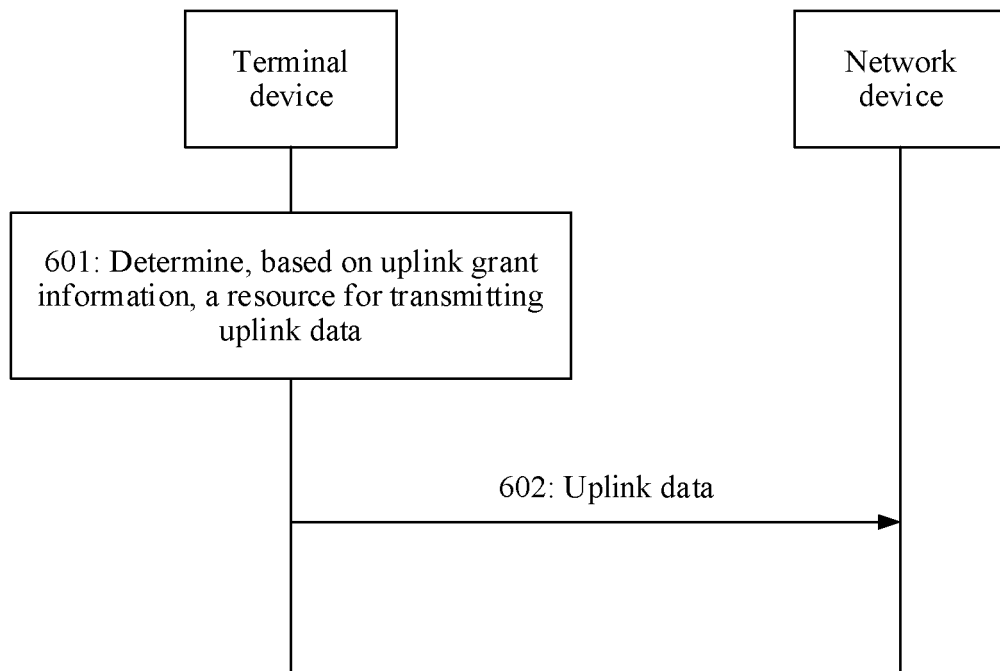 Terminal
device
Network
device
601: Determine, based on uplink grant
information, a resource for transmitting
uplink data
602: Uplink data